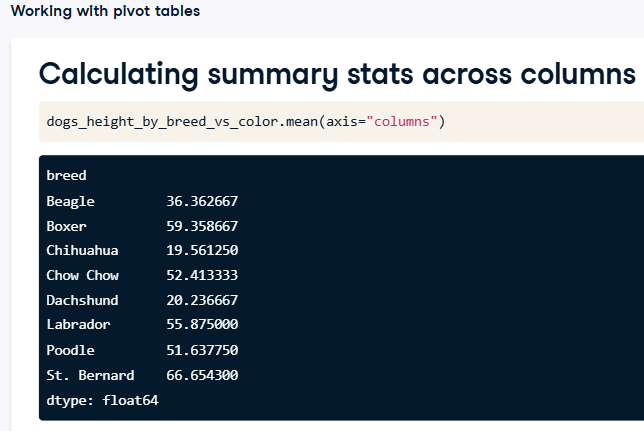 Working with pivot tables
Calculating summary stats across columns
dogs_height_by_breed_vs_color.mean(axis="columns")
breed
Beagle         36.362667
Boxer          59.358667
Chihuahua      19.561250
Chow Chow      52.413333
Dachshund      20.236667
Labrador       55.875000
Poodle         51.637750
St. Bernard    66.654300
dtype: float64